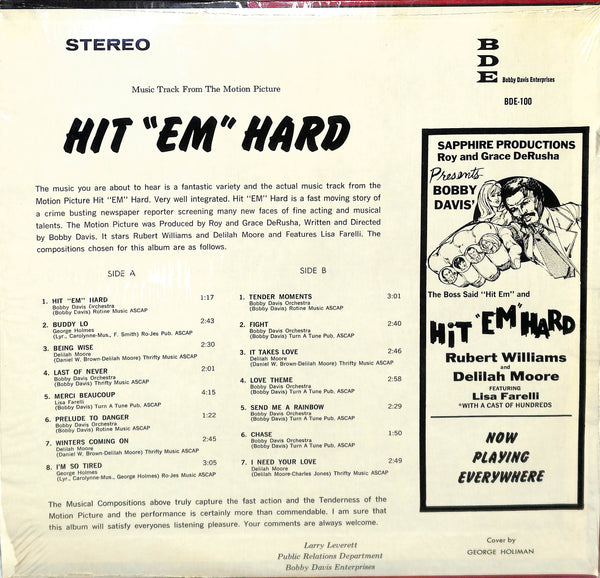 STEREO
BDE Bobby Davis Enterprises
BDE-100
Music Track From The Motion Picture
HIT "EM" HARD
The music you are about to hear is a fantastic variety and the actual music track from the
Motion Picture Hit "EM" Hard. Very well integrated. Hit "EM" Hard is a fast moving story of
a crime busting newspaper reporter screening many new faces of fine acting and musical
talents. The Motion Picture was Produced by Roy and Grace DeRusha, Written and Directed
by Bobby Davis. It stars Rubert Williams and Delilah Moore and Features Lisa Farelli. The
compositions chosen for this album are as follows.
SIDE A
1. HIT "EM" HARD 1:17
Bobby Davis Orchestra
(Bobby Davis) Rotine Music ASCAP
2. BUDDY LO 2:43
George Holmes
(Lyr., Carolynne-Mus., F. Smith) Ro-Jes Pub. ASCAP
3. BEING WISE 2:30
Delilah Moore
(Daniel W. Brown-Delilah Moore) Thrifty Music ASCAP
4. LAST OF NEVER 2:01
Bobby Davis Orchestra
(Bobby Davis) Thrifty Music ASCAP
5. MERCI BEAUCOUP 4:15
Lisa Farelli
(Bobby Davis) Turn A Tune Pub. ASCAP
6. PRELUDE TO DANGER 1:22
Bobby Davis Orchestra
(Bobby Davis) Rotine Music ASCAP
7. WINTERS COMING ON 2:45
Delilah Moore
(Daniel W. Brown-Delilah Moore) Thrifty Music ASCAP
8. I'M SO TIRED 3:05
George Holmes
(Lyr., Carolynne-Mus., George Holmes) Ro-Jes Music ASCAP
SIDE B
1. TENDER MOMENTS 3:01
Bobby Davis Orchestra
(Bobby Davis) Rotine Music ASCAP
2. FIGHT 2:40
Bobby Davis Orchestra
(Bobby Davis) Turn A Tune Pub. ASCAP
3. IT TAKES LOVE 2:46
Delilah Moore
(Daniel W. Brown-Delilah Moore) Thrifty Music ASCAP
4. LOVE THEME 2:58
Bobby Davis Orchestra
(Bobby Davis) Turn A Tune Pub. ASCAP
5. SEND ME A RAINBOW 2:29
Bobby Davis Orchestra
(Bobby Davis) Turn A Tune Pub. ASCAP
6. CHASE 1:50
Bobby Davis Orchestra
(Bobby Davis) Turn A Tune Pub. ASCAP
7. I NEED YOUR LOVE 2:49
Delilah Moore
(Delilah Moore-Charles Jones) Thrifty Music ASCAP
The Musical Compositions above truly capture the fast action and the Tenderness of the
Motion Picture and the performance is certainly more than commendable. I am sure that
this album will satisfy everyones listening pleasure. Your comments are always welcome.
Larry Leverett
Public Relations Department
Bobby Davis Enterprises
SAPPHIRE PRODUCTIONS
Roy and Grace DeRusha
Presents
BOBBY
DAVIS'
The Boss Said "Hit Em" and
HIT "EM" HARD
Rubert Williams
and
Delilah Moore
FEATURING
Lisa Farelli
*WITH A CAST OF HUNDREDS
NOW
PLAYING
EVERYWHERE
Cover by
GEORGE HOLIMAN